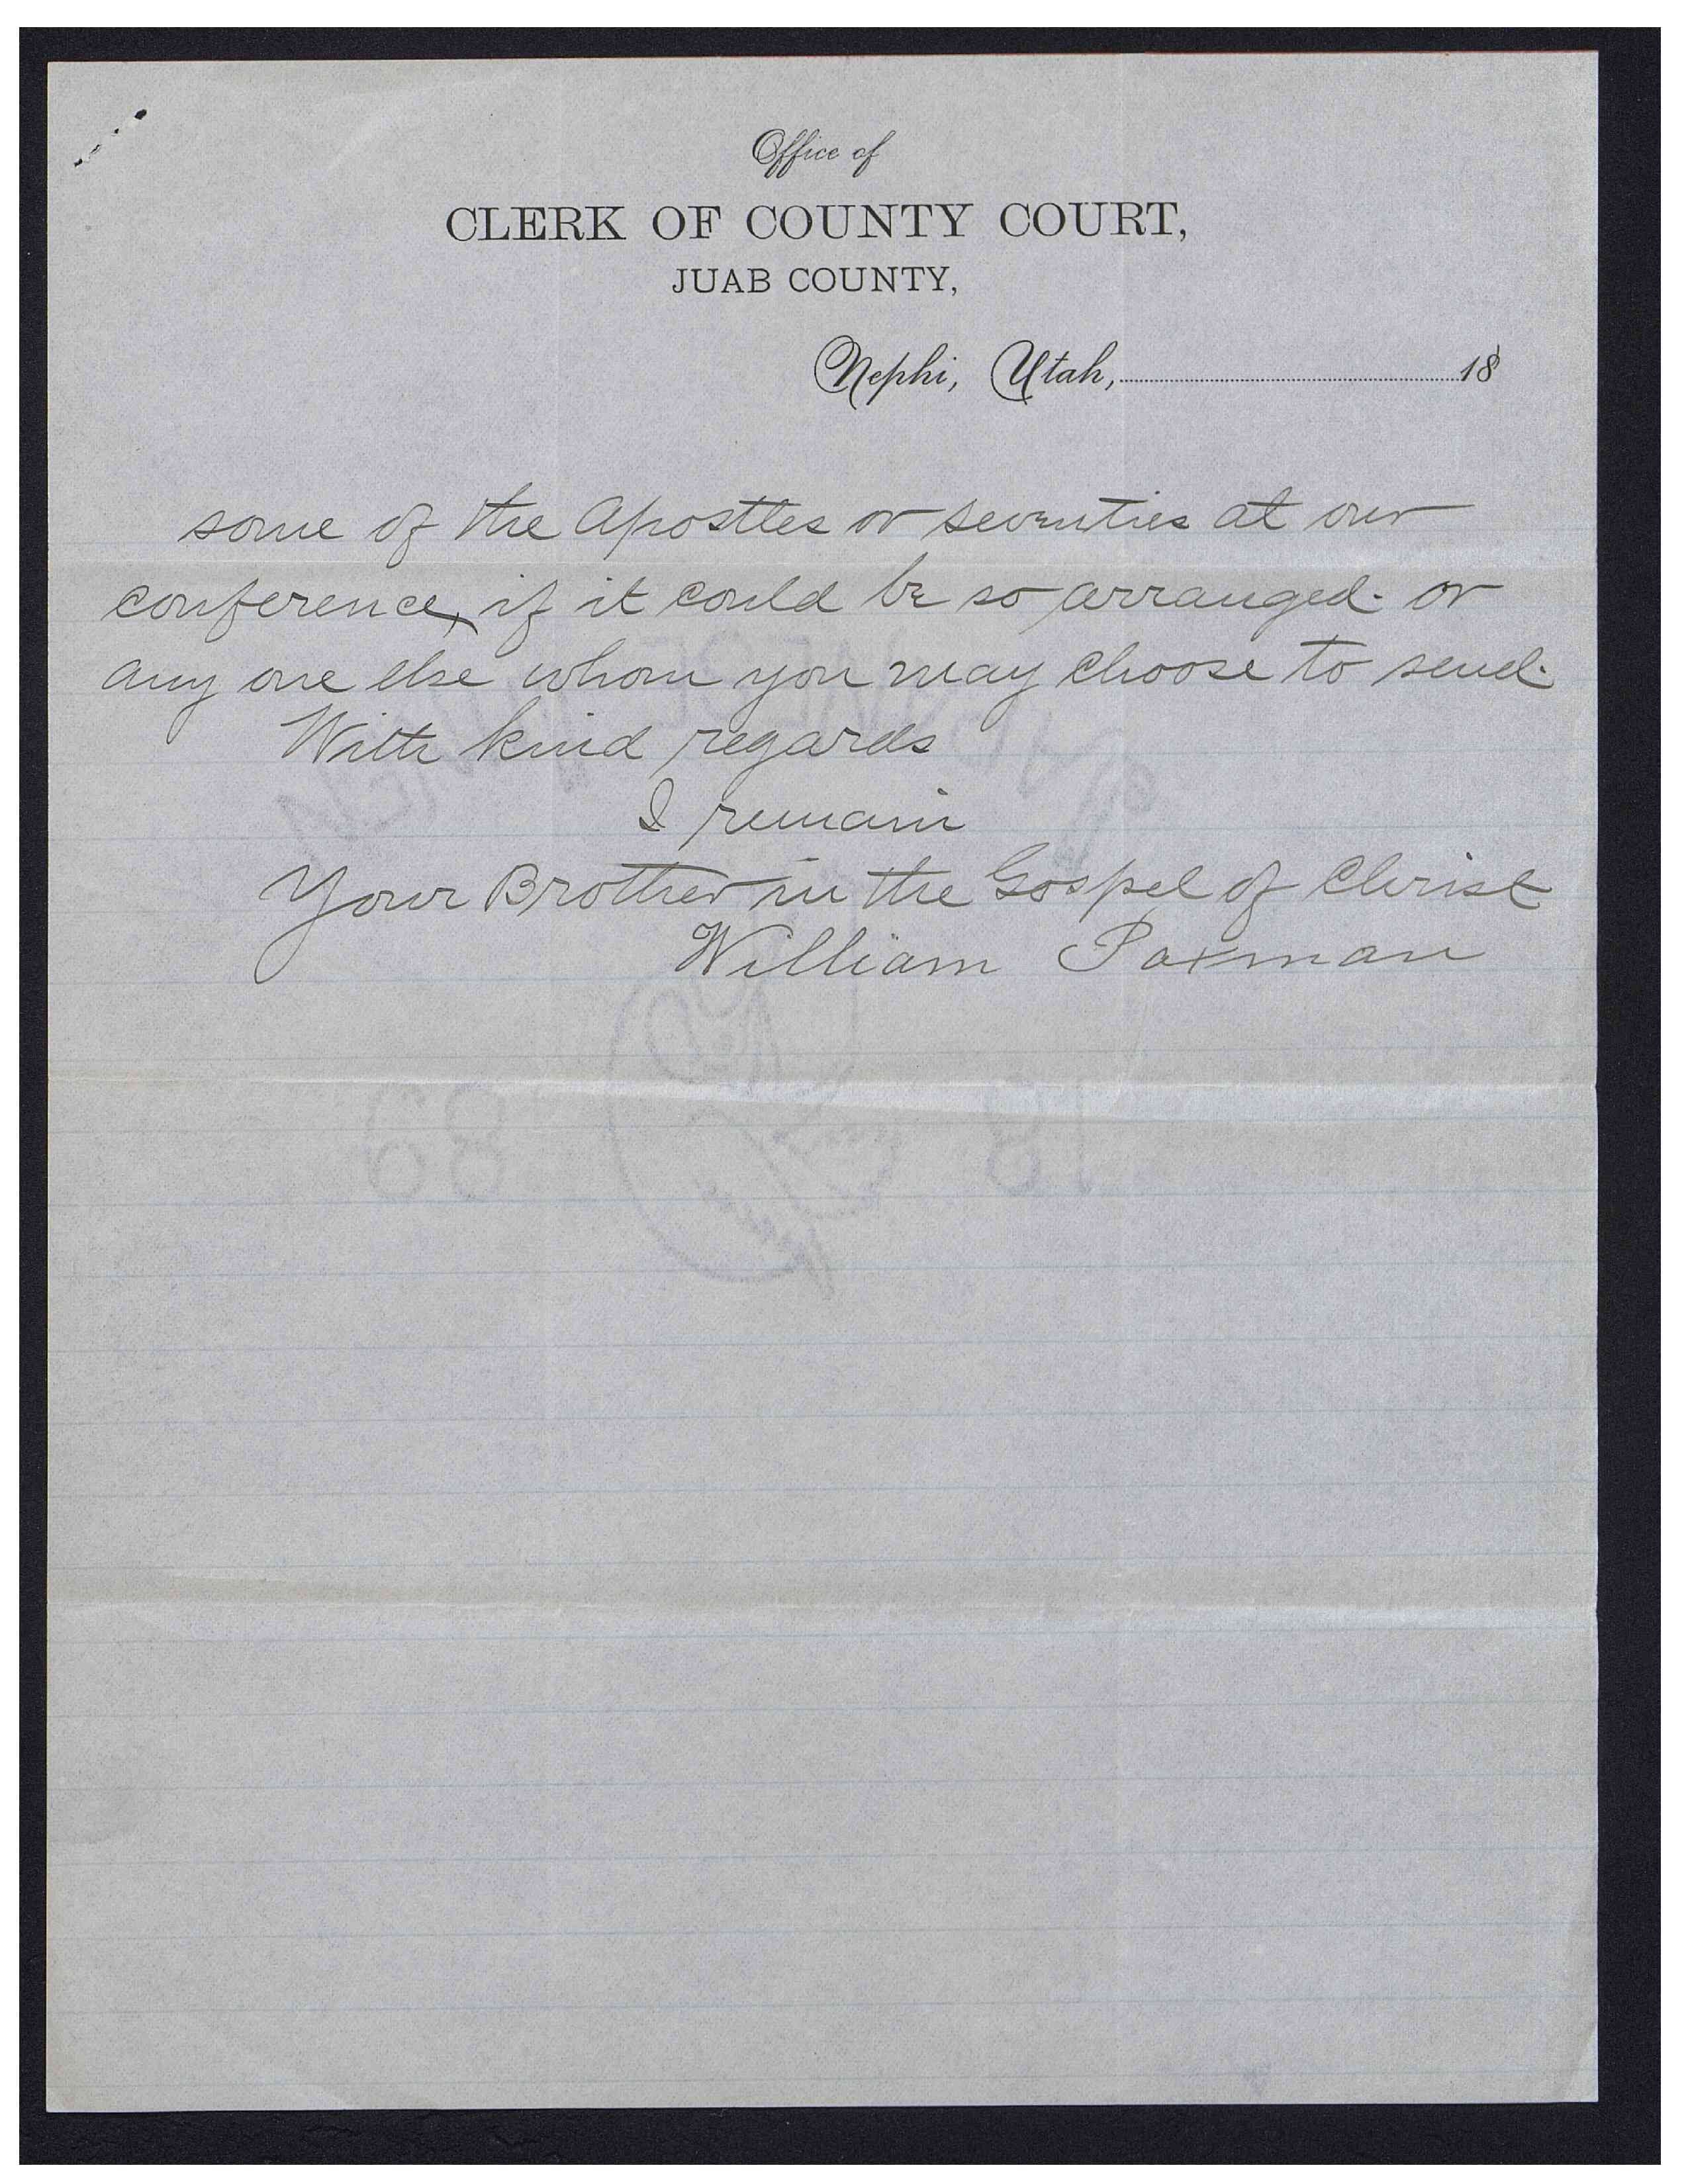 Office of
CLERK OF COUNTY COURT,
JUAB COUNTY,
Nephi, Utah, 18
some of the Apostles or seventies at our
conference, if it could be so arranged. or
any one else whom you may choose to send.
With kind regards
I remain
Your Brother in the Gospel of Christ
William Paxman